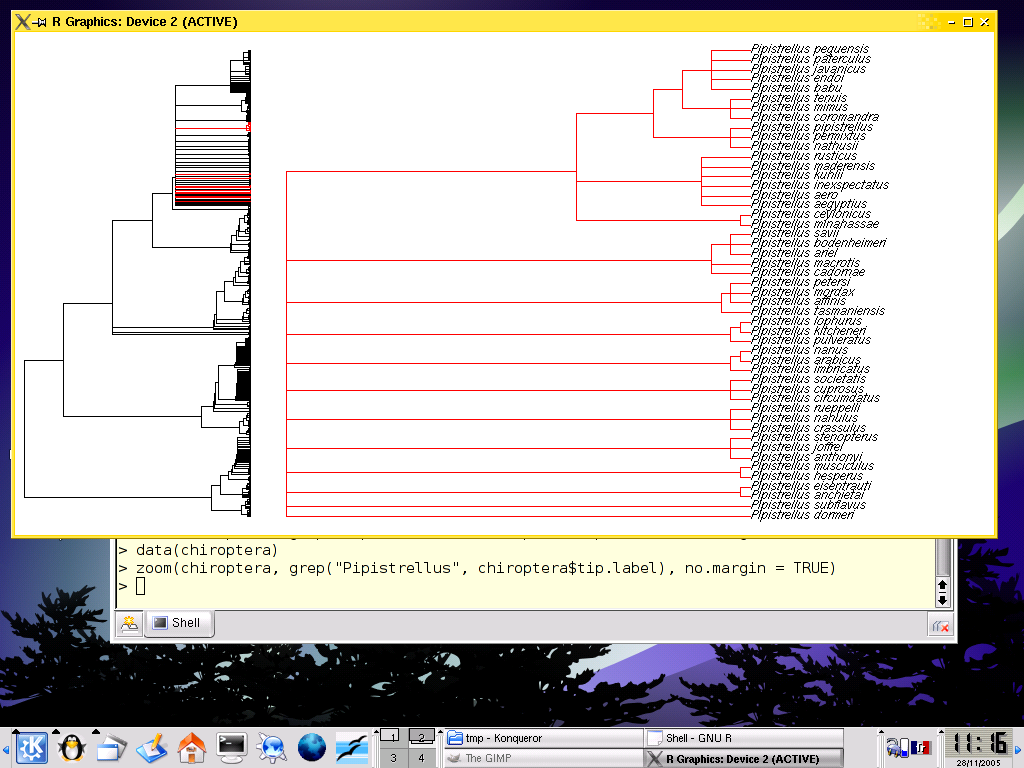 R Graphics: Device 2 (ACTIVE)
Pipistrellus peguensis
Pipistrellus paterculus
Pipistrellus javanicus
Pipistrellus endoi
Pipistrellus babu
Pipistrellus tenuis
Pipistrellus mimus
Pipistrellus coromandra
Pipistrellus pipistrellus
Pipistrellus permixtus
Pipistrellus nathusii
Pipistrellus rusticus
Pipistrellus maderensis
Pipistrellus kuhlii
Pipistrellus inexspectatus
Pipistrellus aero
Pipistrellus aegyptius
Pipistrellus ceylonicus
Pipistrellus minahassae
Pipistrellus savii
Pipistrellus bodenheimeri
Pipistrellus ariel
Pipistrellus macrotis
Pipistrellus cadornae
Pipistrellus petersi
Pipistrellus mordax
Pipistrellus affinis
Pipistrellus tasmaniensis
Pipistrellus lophurus
Pipistrellus kitcheneri
Pipistrellus pulveratus
Pipistrellus nanus
Pipistrellus arabicus
Pipistrellus imbricatus
Pipistrellus societatis
Pipistrellus cuprosus
Pipistrellus circumdatus
Pipistrellus rueppelli
Pipistrellus nanulus
Pipistrellus crassulus
Pipistrellus stenopterus
Pipistrellus joffrei
Pipistrellus anthonyi
Pipistrellus musciculus
Pipistrellus hesperus
Pipistrellus eisentrauti
Pipistrellus anchietai
Pipistrellus subflavus
Pipistrellus dormeri
> data(chiroptera)
> zoom(chiroptera, grep("Pipistrellus", chiroptera$tip.label), no.margin = TRUE)
>
Shell
1 2 tmp - Konqueror Shell - GNU R
3 4 The GIMP R Graphics: Device 2 (ACTIVE)
11:16
28/11/2005